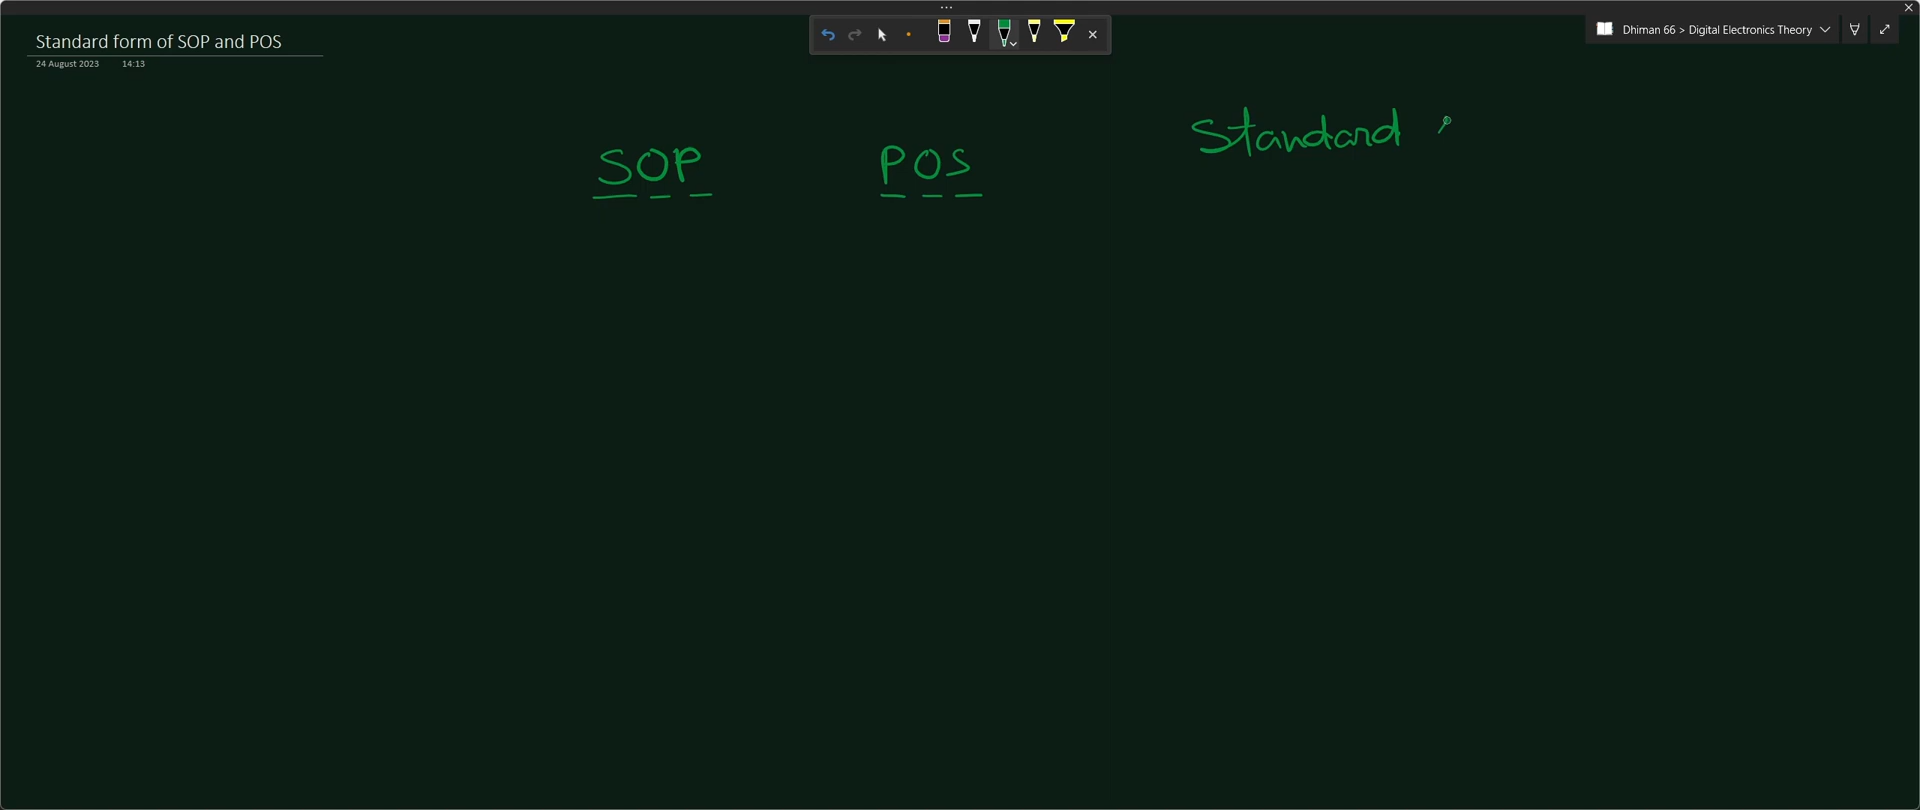 Standard form of SOP and POS
24 August 2023 14:13
Dhiman 66 > Digital Electronics Theory
Standard
SOP POS